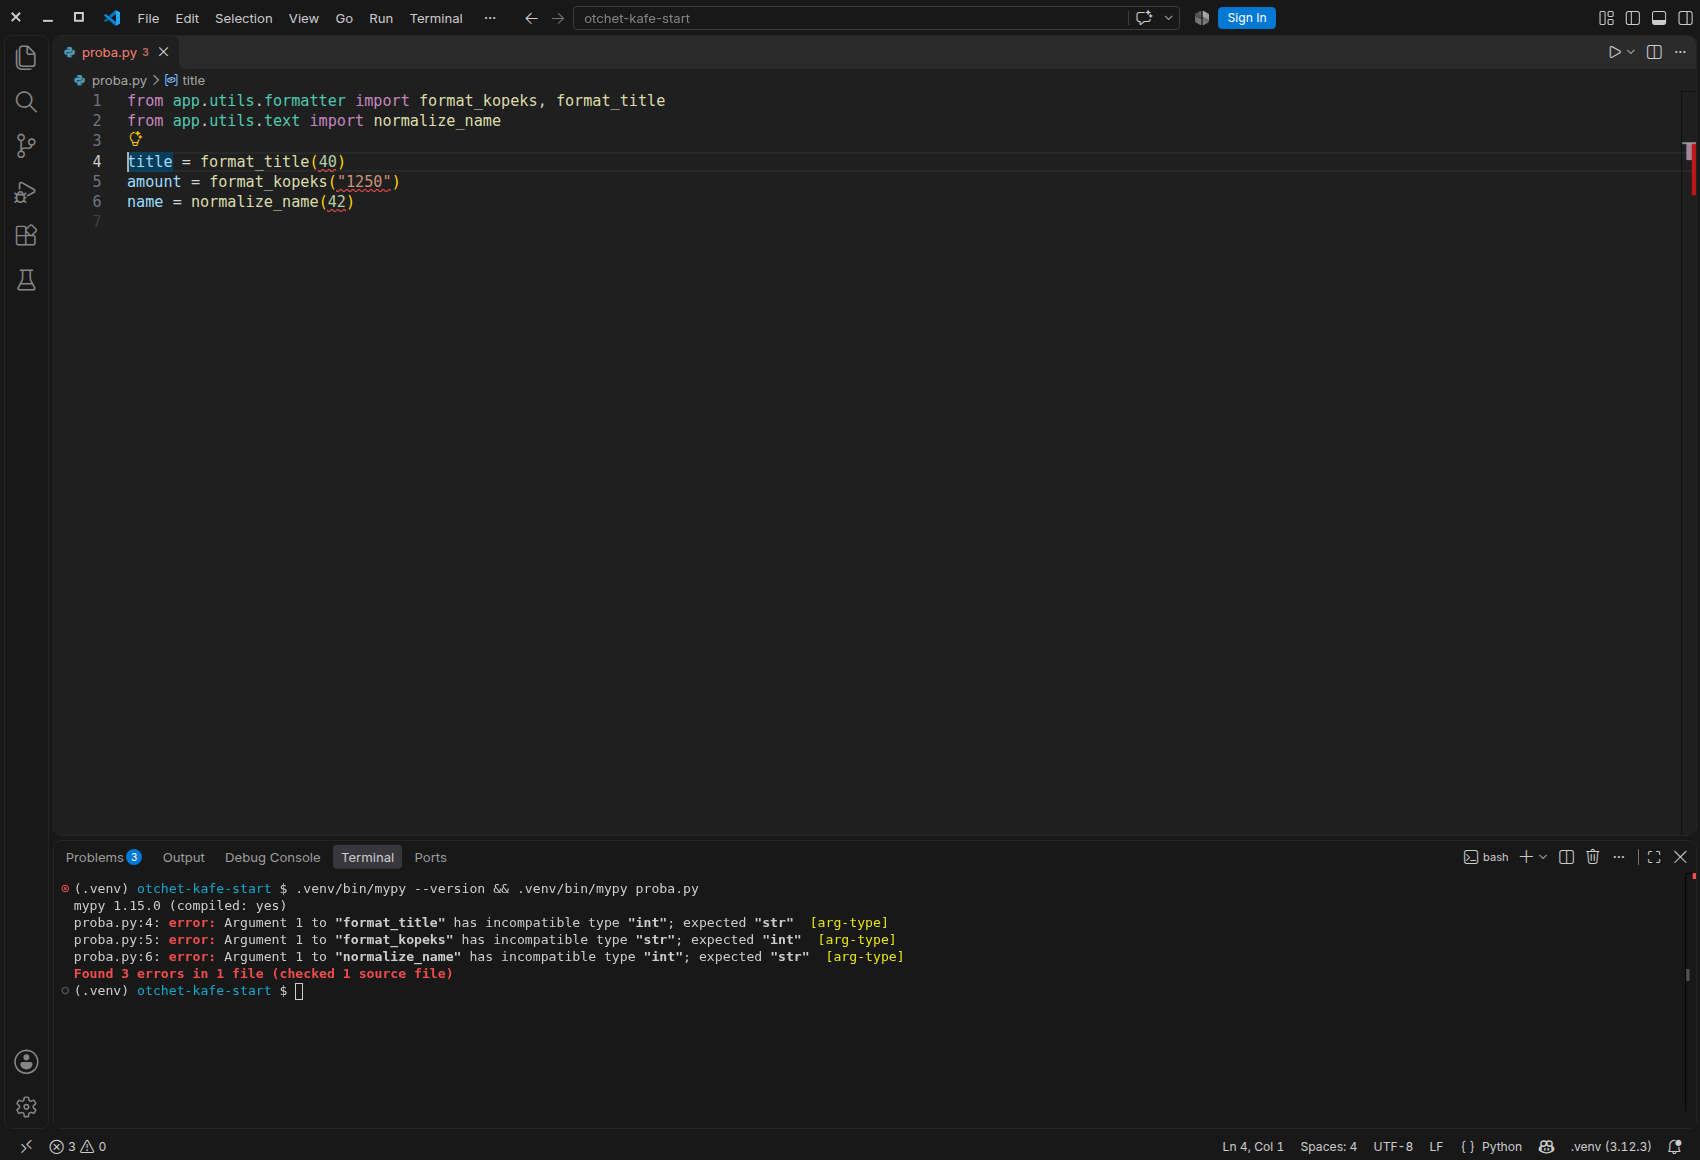 File Edit Selection View Go Run Terminal ··· otchet-kafe-start Sign In
proba.py 3
proba.py > title
1 from app.utils.formatter import format_kopeks, format_title
2 from app.utils.text import normalize_name
3
4 title = format_title(40)
5 amount = format_kopeks("1250")
6 name = normalize_name(42)
7
Problems 3 Output Debug Console Terminal Ports bash
(.venv) otchet-kafe-start $ .venv/bin/mypy --version && .venv/bin/mypy proba.py
mypy 1.15.0 (compiled: yes)
proba.py:4: error: Argument 1 to "format_title" has incompatible type "int"; expected "str"  [arg-type]
proba.py:5: error: Argument 1 to "format_kopeks" has incompatible type "str"; expected "int"  [arg-type]
proba.py:6: error: Argument 1 to "normalize_name" has incompatible type "int"; expected "str"  [arg-type]
Found 3 errors in 1 file (checked 1 source file)
(.venv) otchet-kafe-start $
3 0 Ln 4, Col 1 Spaces: 4 UTF-8 LF { } Python .venv (3.12.3)